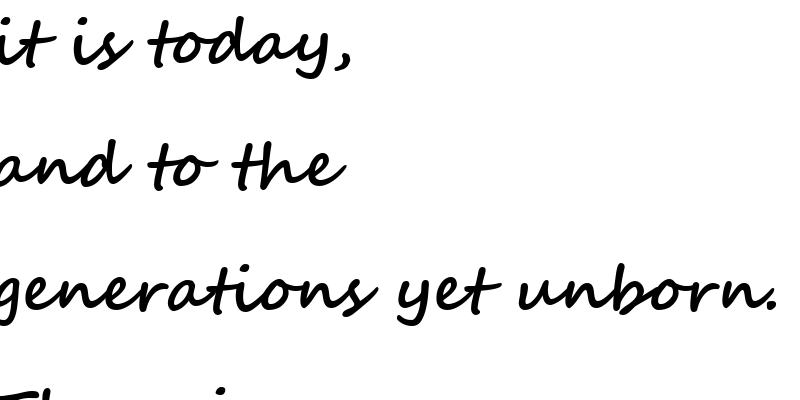 it is today,
and to the
generations yet unborn.